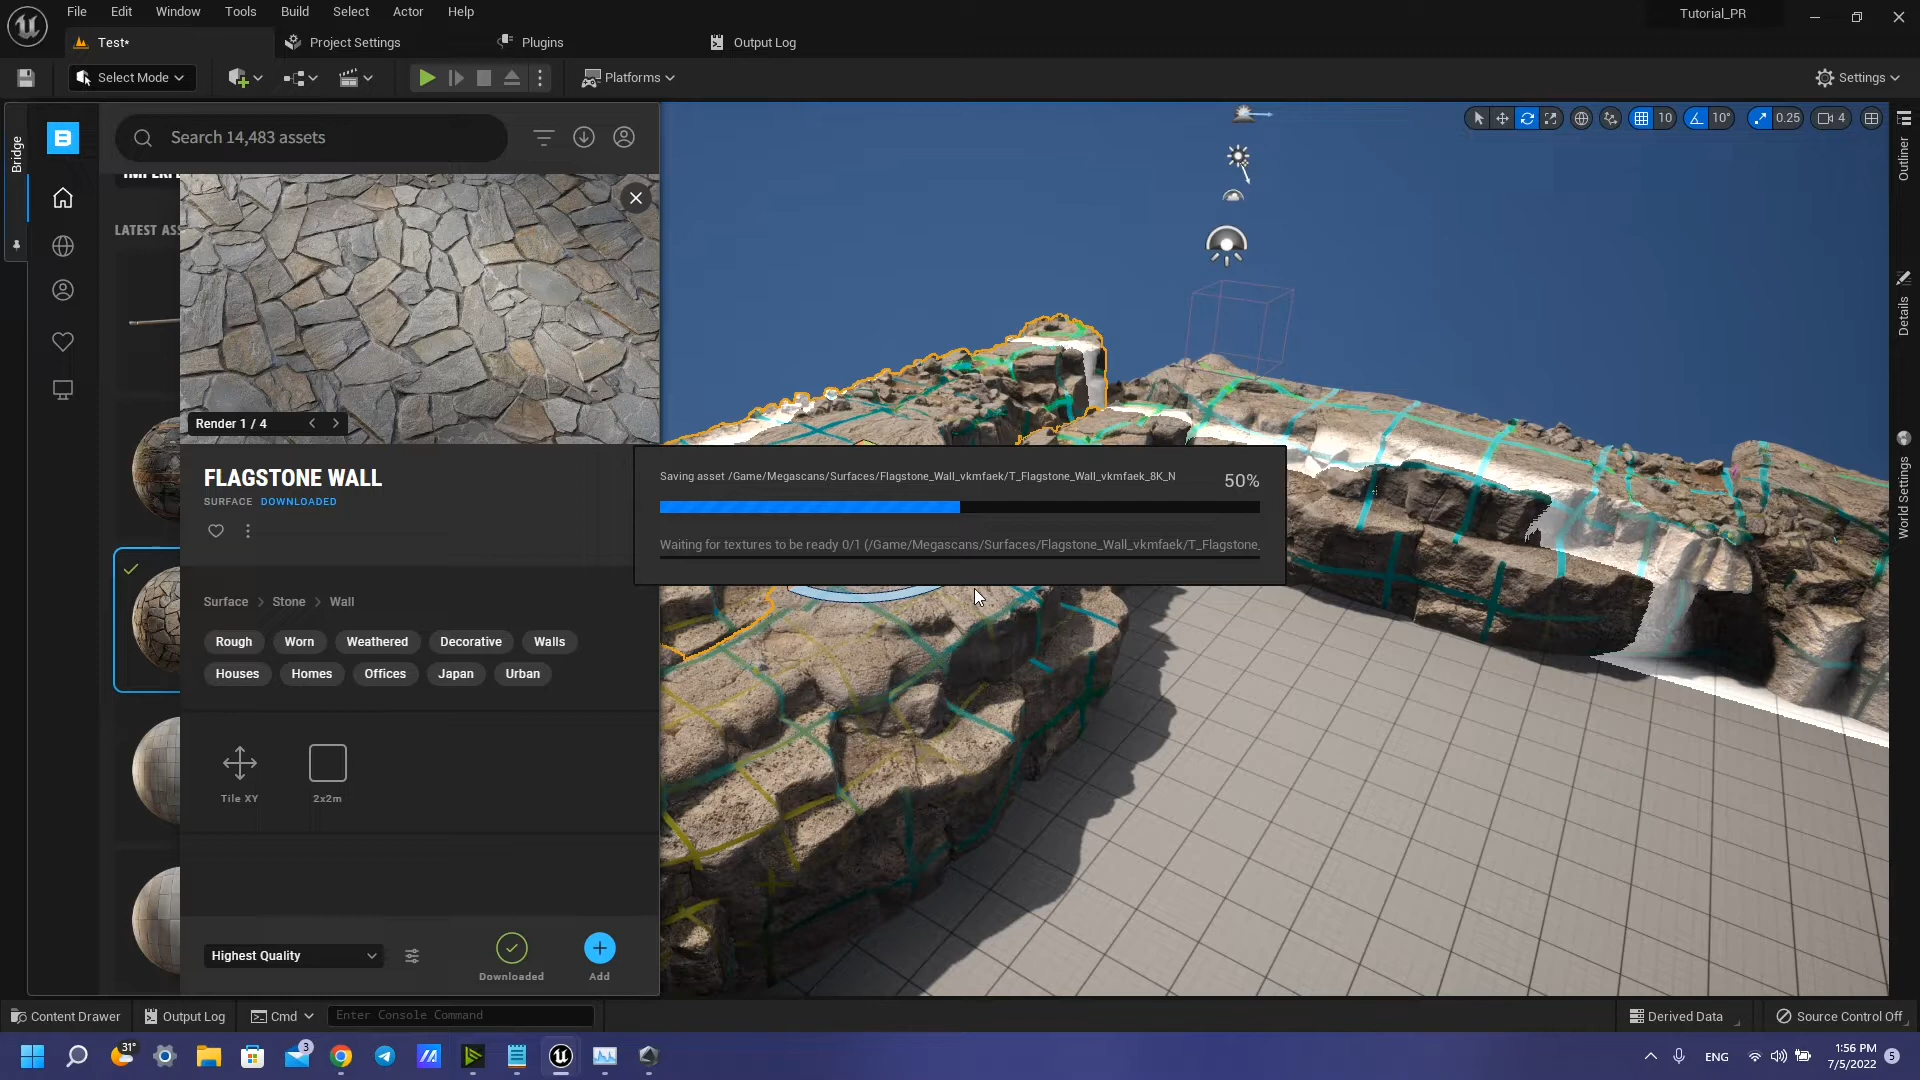 File Edit Window Tools Build Select Actor Help
Tutorial_PR
Test*
Project Settings
Plugins
Output Log
Select Mode
Platforms
Settings
10
10°
0.25
4
Bridge
Search 14,483 assets
LATEST ASS
Outliner
Details
World Settings
Render 1 / 4
FLAGSTONE WALL
SURFACE DOWNLOADED
Saving asset /Game/Megascans/Surfaces/Flagstone_Wall_vkmfaek/T_Flagstone_Wall_vkmfaek_8K_N
50%
Waiting for textures to be ready 0/1 (/Game/Megascans/Surfaces/Flagstone_Wall_vkmfaek/T_Flagstone_
Surface > Stone > Wall
Rough Worn Weathered Decorative Walls
Houses Homes Offices Japan Urban
Tile XY
2x2m
Highest Quality
Downloaded
Add
Content Drawer
Output Log
Cmd
Enter Console Command
Derived Data
Source Control Off
31°
3
ENG
1:56 PM
7/5/2022
5